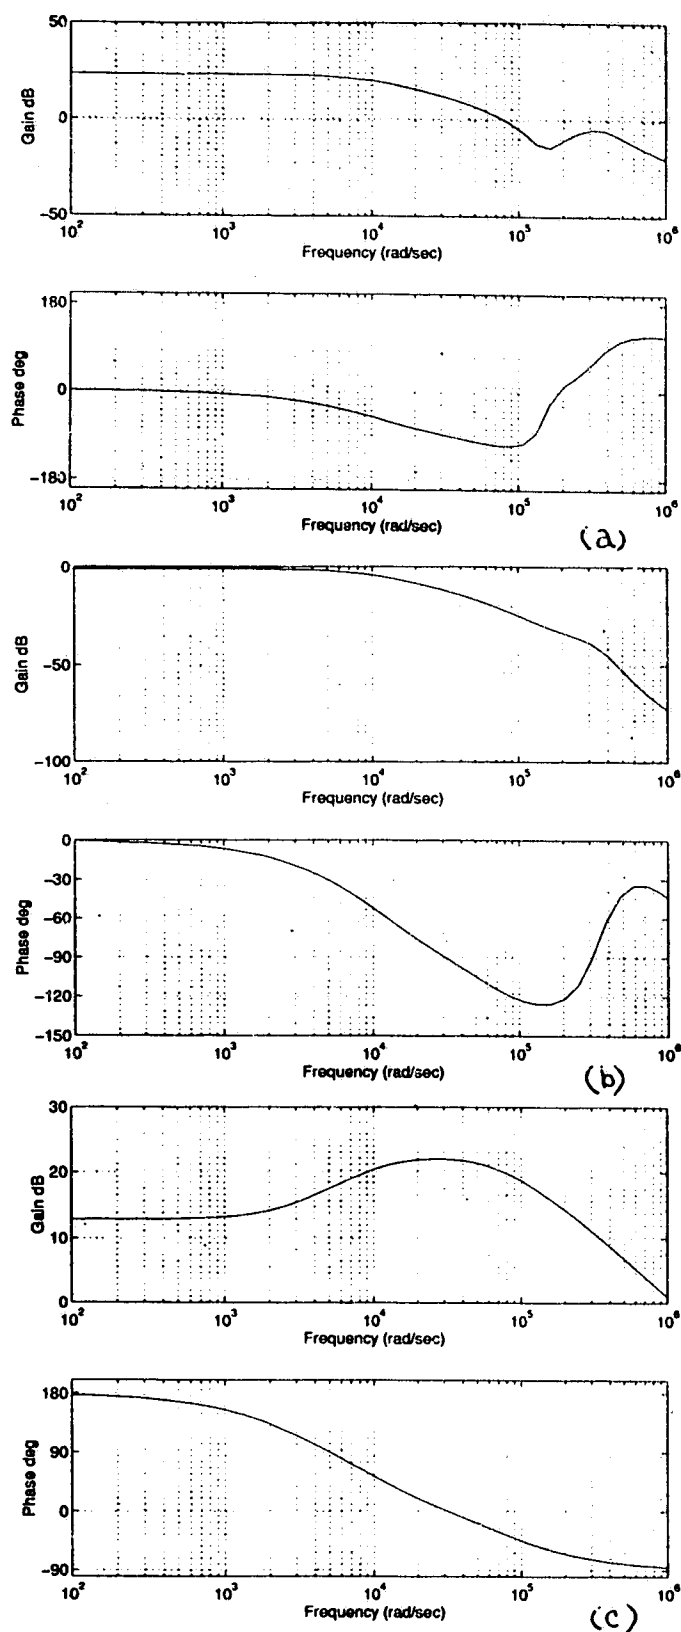 50
0
-50
Gain dB
10² 10³ 10⁴ 10⁵ 10⁶
Frequency (rad/sec)
180
0
-180
Phase deg
10² 10³ 10⁴ 10⁵ 10⁶
Frequency (rad/sec)
(a)
0
-50
-100
Gain dB
10² 10³ 10⁴ 10⁵ 10⁶
Frequency (rad/sec)
0
-30
-60
-90
-120
-150
Phase deg
10² 10³ 10⁴ 10⁵ 10⁶
Frequency (rad/sec)
(b)
30
20
10
0
Gain dB
10² 10³ 10⁴ 10⁵ 10⁶
Frequency (rad/sec)
180
90
0
-90
Phase deg
10² 10³ 10⁴ 10⁵ 10⁶
Frequency (rad/sec)
(c)